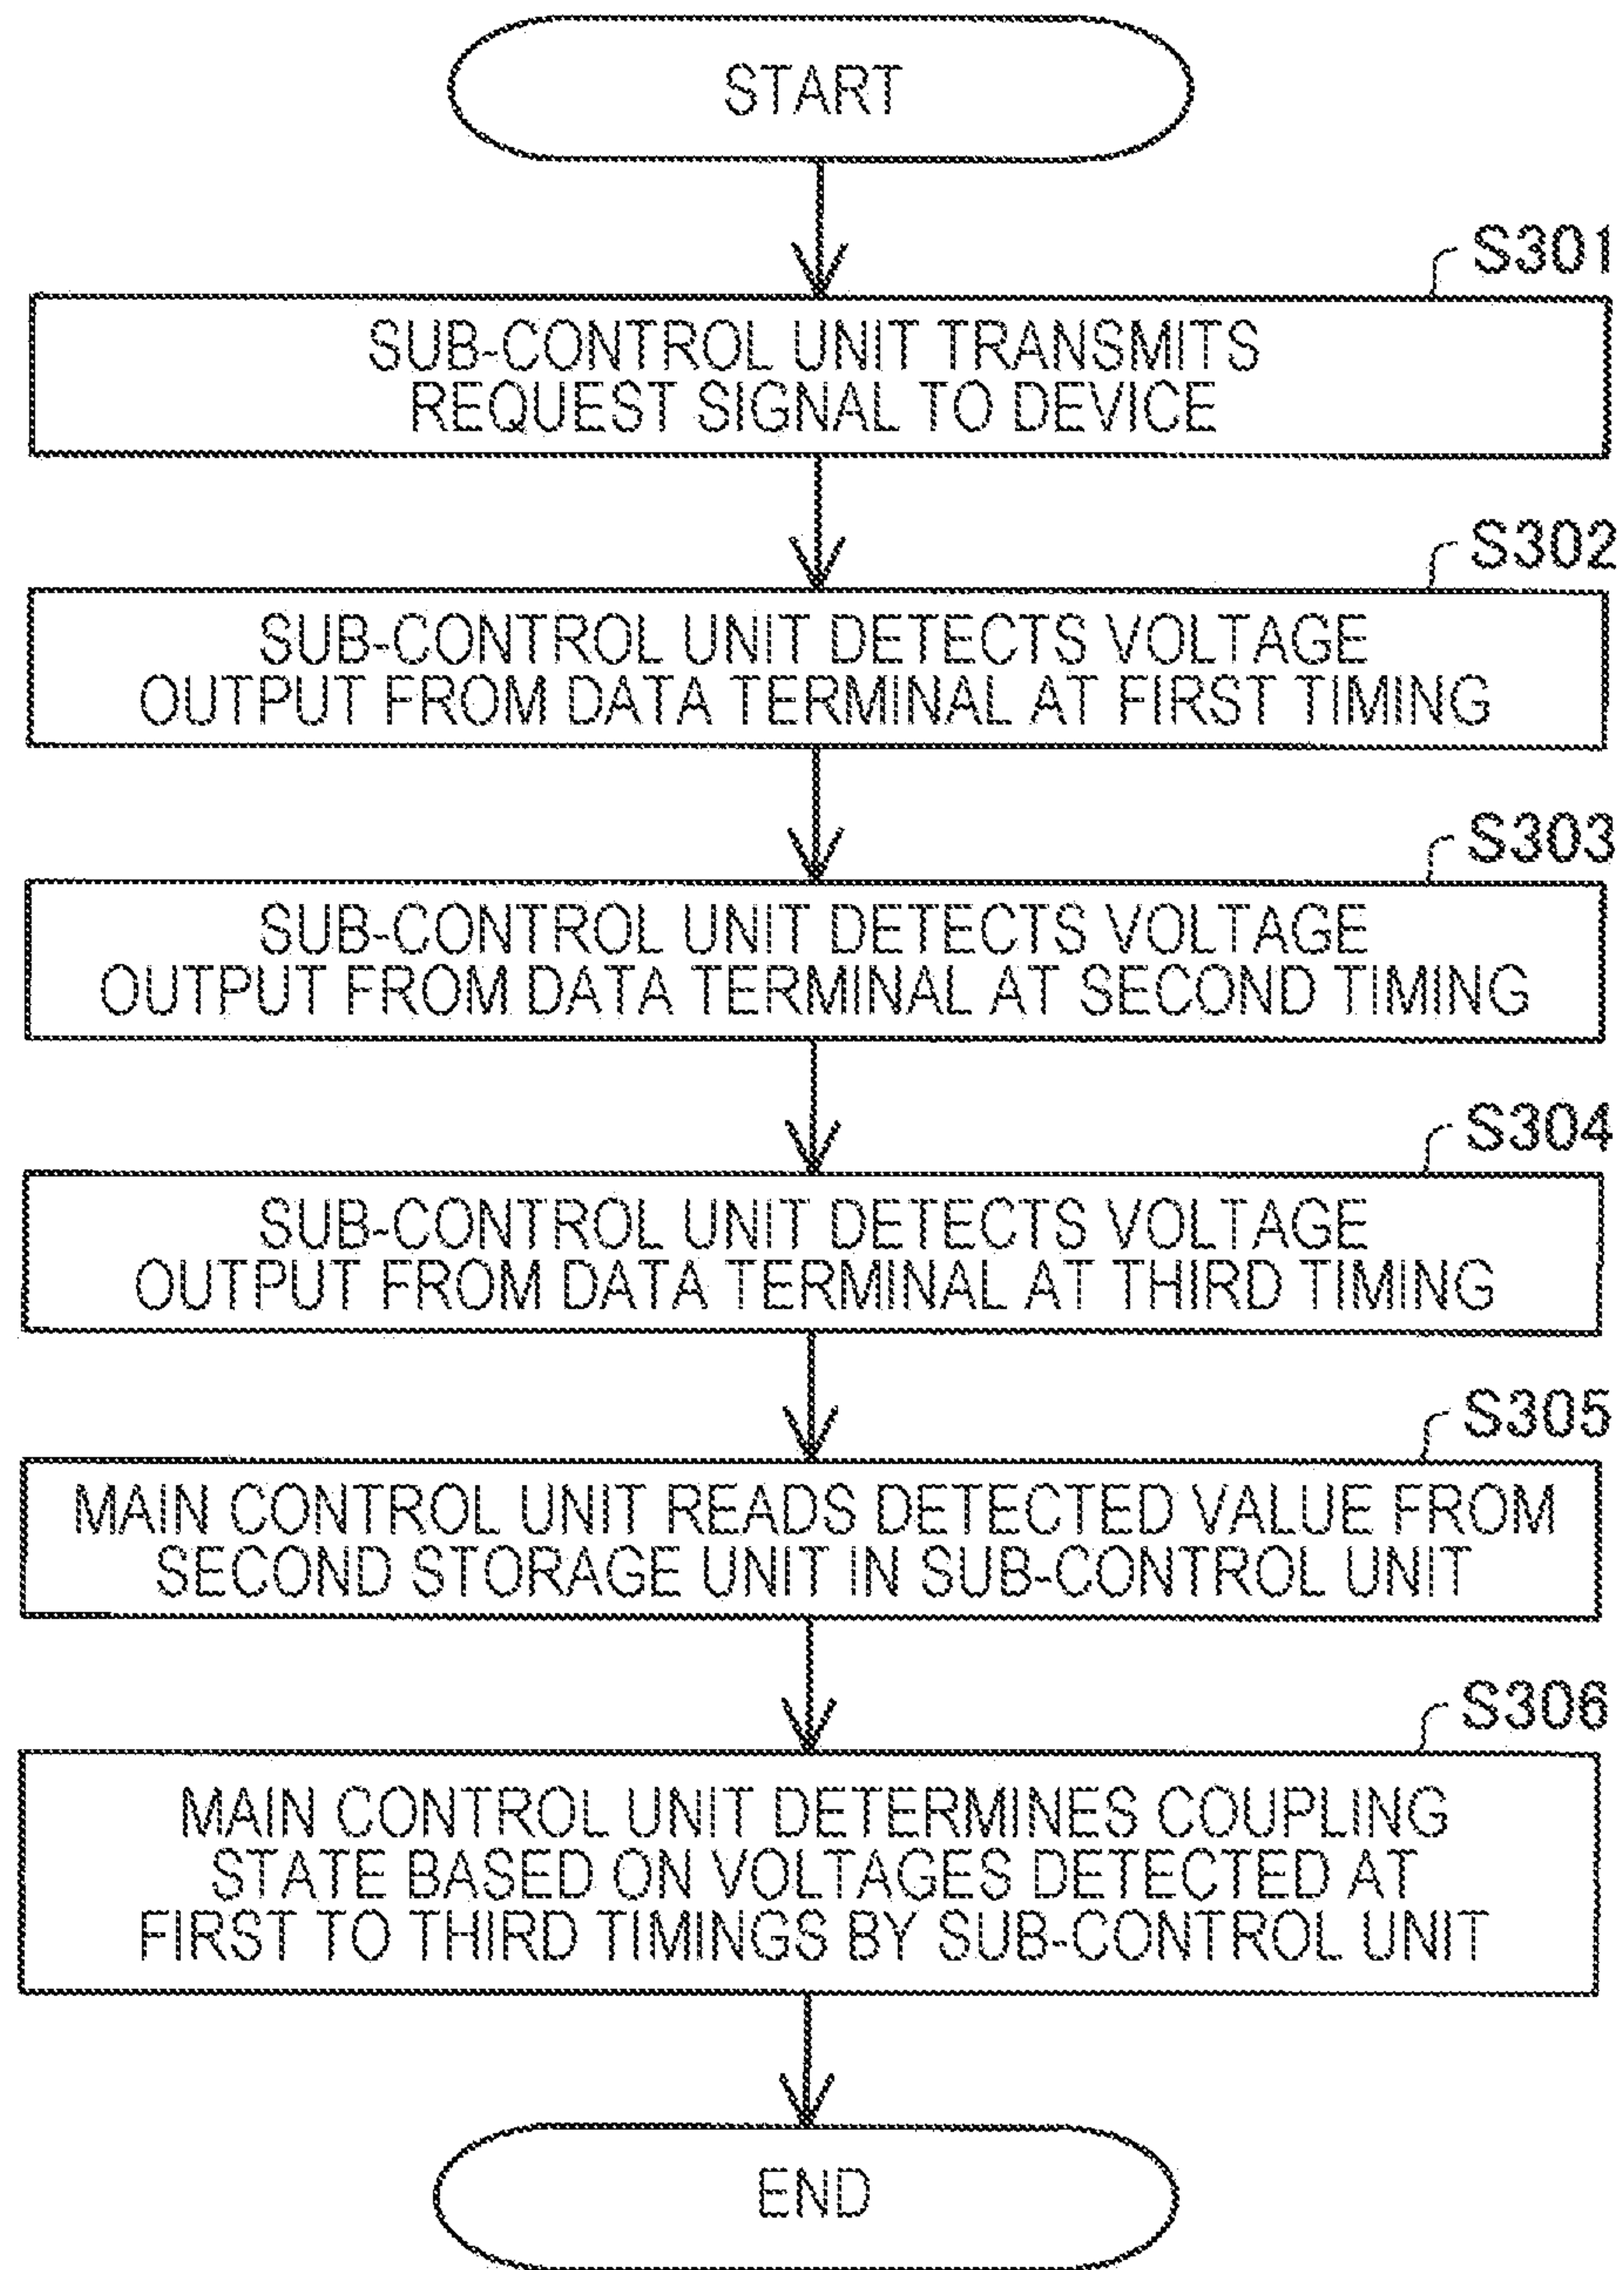 START
S301
SUB-CONTROL UNIT TRANSMITS
REQUEST SIGNAL TO DEVICE
S302
SUB-CONTROL UNIT DETECTS VOLTAGE
OUTPUT FROM DATA TERMINAL AT FIRST TIMING
S303
SUB-CONTROL UNIT DETECTS VOLTAGE
OUTPUT FROM DATA TERMINAL AT SECOND TIMING
S304
SUB-CONTROL UNIT DETECTS VOLTAGE
OUTPUT FROM DATA TERMINAL AT THIRD TIMING
S305
MAIN CONTROL UNIT READS DETECTED VALUE FROM
SECOND STORAGE UNIT IN SUB-CONTROL UNIT
S306
MAIN CONTROL UNIT DETERMINES COUPLING
STATE BASED ON VOLTAGES DETECTED AT
FIRST TO THIRD TIMINGS BY SUB-CONTROL UNIT
END